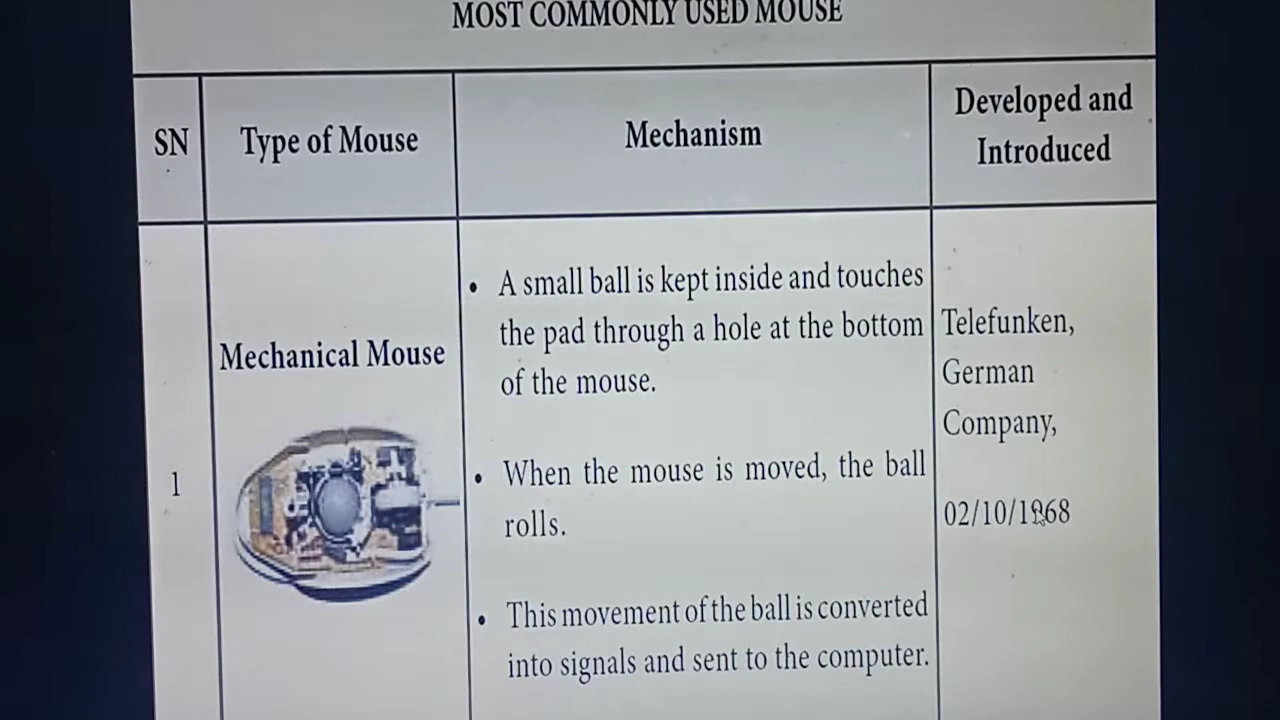 MOST COMMONLY USED MOUSE
SN
Type of Mouse
Mechanism
Developed and
Introduced
1
Mechanical Mouse
• A small ball is kept inside and touches
the pad through a hole at the bottom
of the mouse.
• When the mouse is moved, the ball
rolls.
• This movement of the ball is converted
into signals and sent to the computer.
Telefunken,
German
Company,
02/10/1968